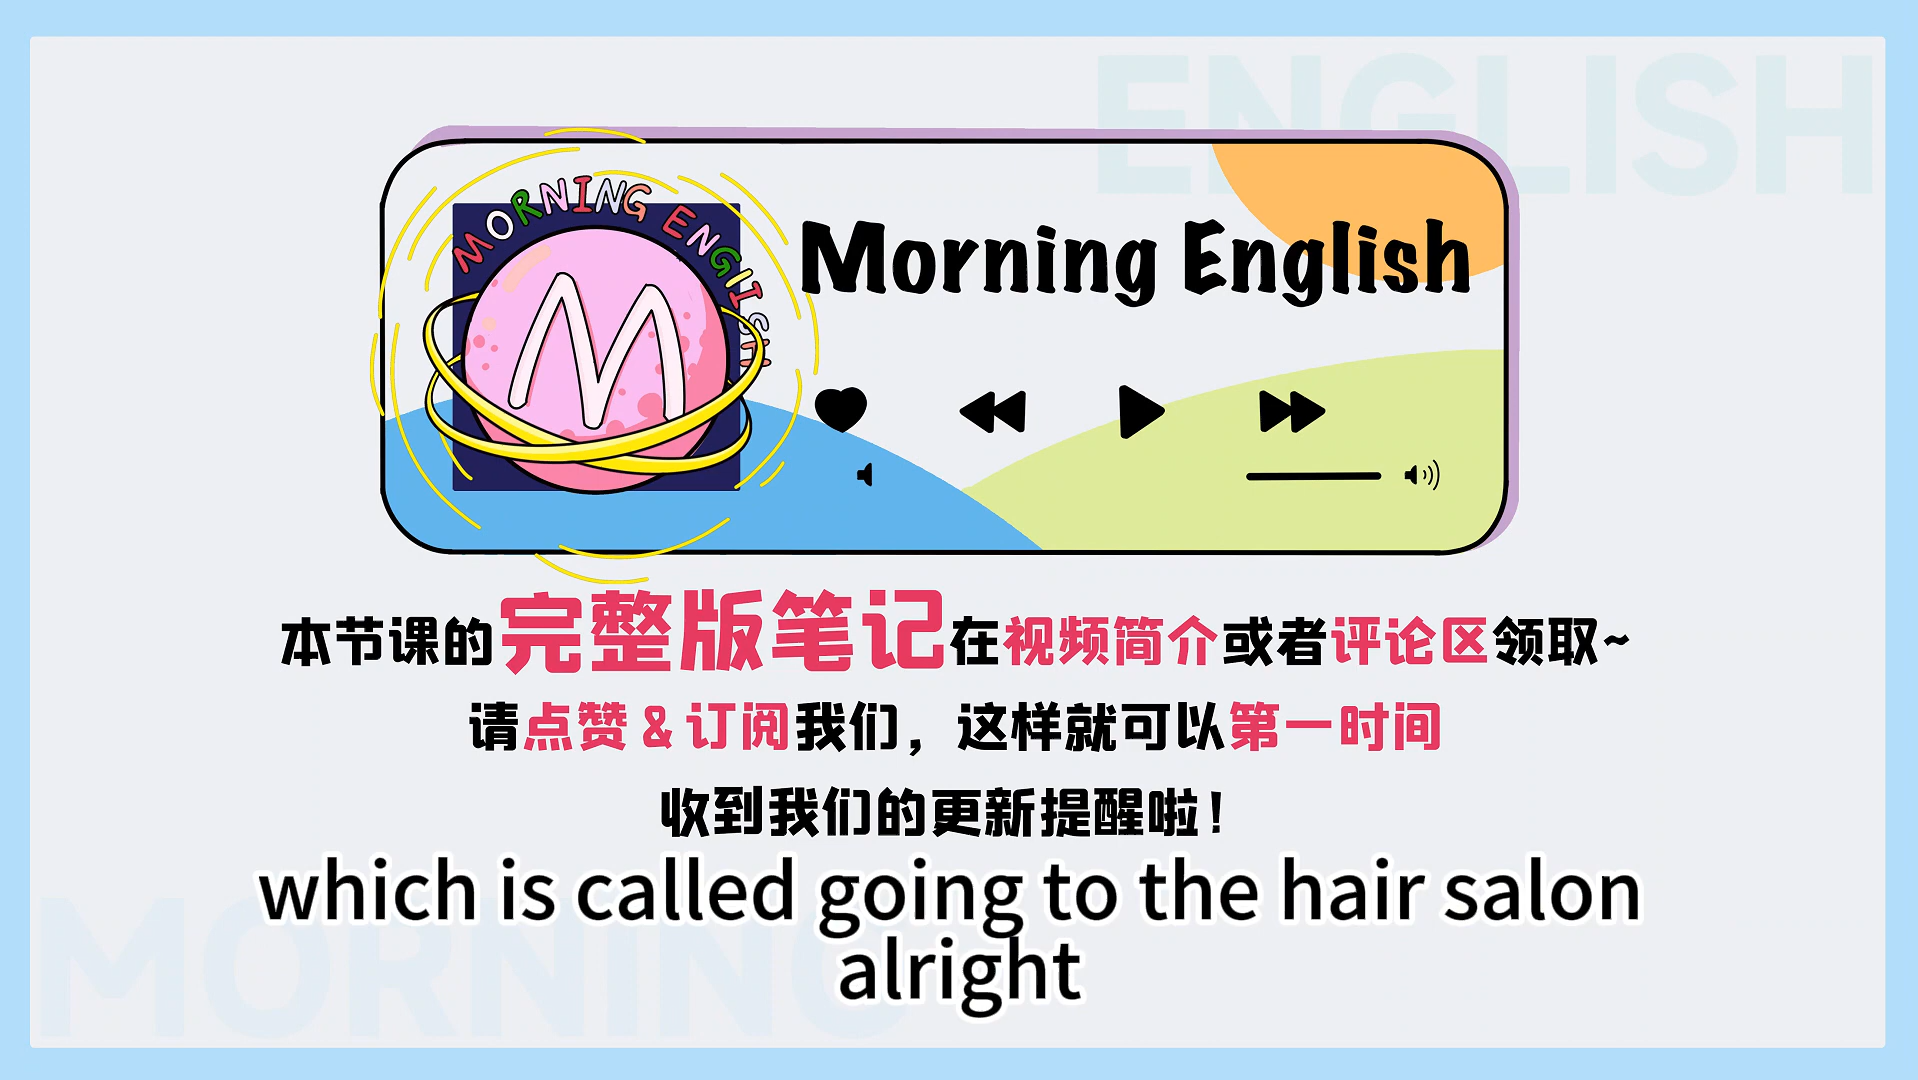 ENGLISH
MORNING ENGLISH
M
Morning English
本节课的完整版笔记在视频简介或者评论区领取~
请点赞&订阅我们，这样就可以第一时间
收到我们的更新提醒啦！
which is called going to the hair salon
alright
MORNING